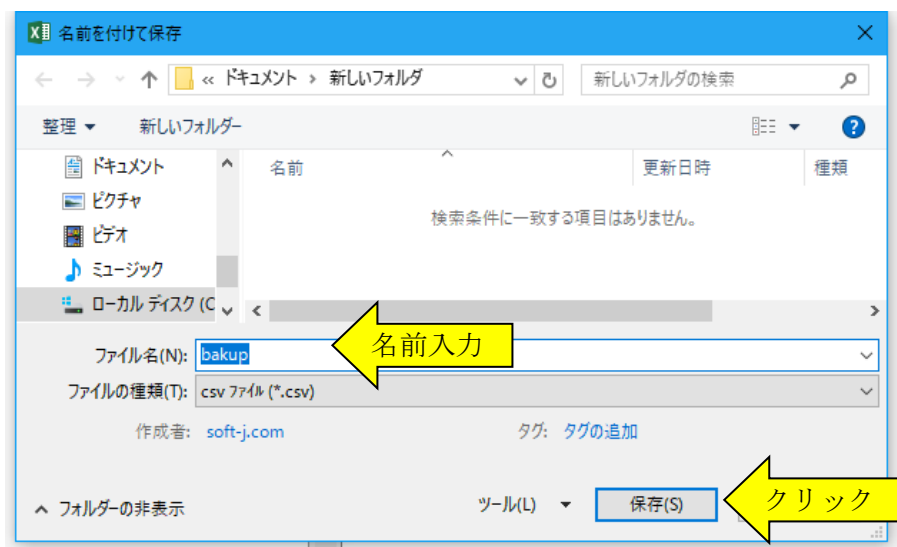 名前を付けて保存
« ドキュメント › 新しいフォルダ 新しいフォルダの検索
整理 新しいフォルダー
ドキュメント 名前 更新日時 種類
ピクチャ
検索条件に一致する項目はありません。
ビデオ
ミュージック
ローカル ディスク (C
ファイル名(N): bakup 名前入力
ファイルの種類(T): csv ファイル (*.csv)
作成者: soft-j.com タグ: タグの追加
フォルダーの非表示 ツール(L) 保存(S) クリック